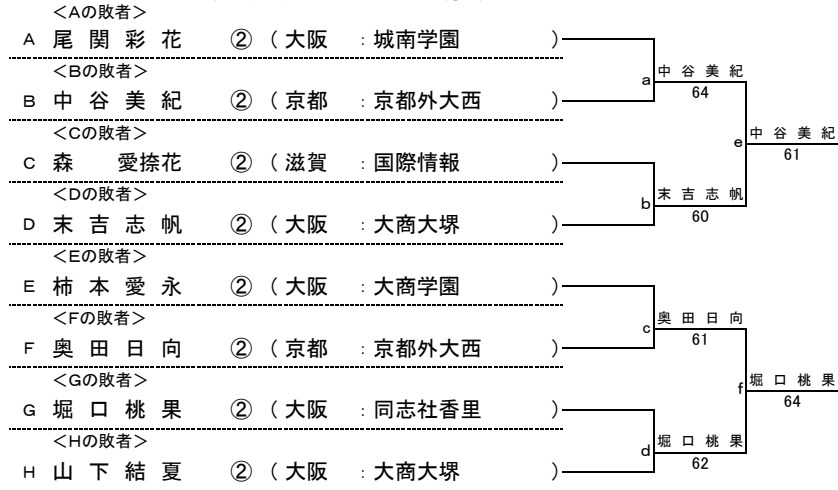 <Aの敗者>
A 尾 関 彩 花 ② ( 大阪 : 城南学園 )
<Bの敗者>
a 中 谷 美 紀
B 中 谷 美 紀 ② ( 京都 : 京都外大西 )
64
<Cの敗者>
e 中 谷 美 紀
61
C 森 愛捺花 ② ( 滋賀 : 国際情報 )
<Dの敗者>
b 末 吉 志 帆
60
D 末 吉 志 帆 ② ( 大阪 : 大商大堺 )
<Eの敗者>
E 柿 本 愛 永 ② ( 大阪 : 大商学園 )
<Fの敗者>
c 奥 田 日 向
61
F 奥 田 日 向 ② ( 京都 : 京都外大西 )
<Gの敗者>
f 堀 口 桃 果
64
G 堀 口 桃 果 ② ( 大阪 : 同志社香里 )
<Hの敗者>
d 堀 口 桃 果
62
H 山 下 結 夏 ② ( 大阪 : 大商大堺 )